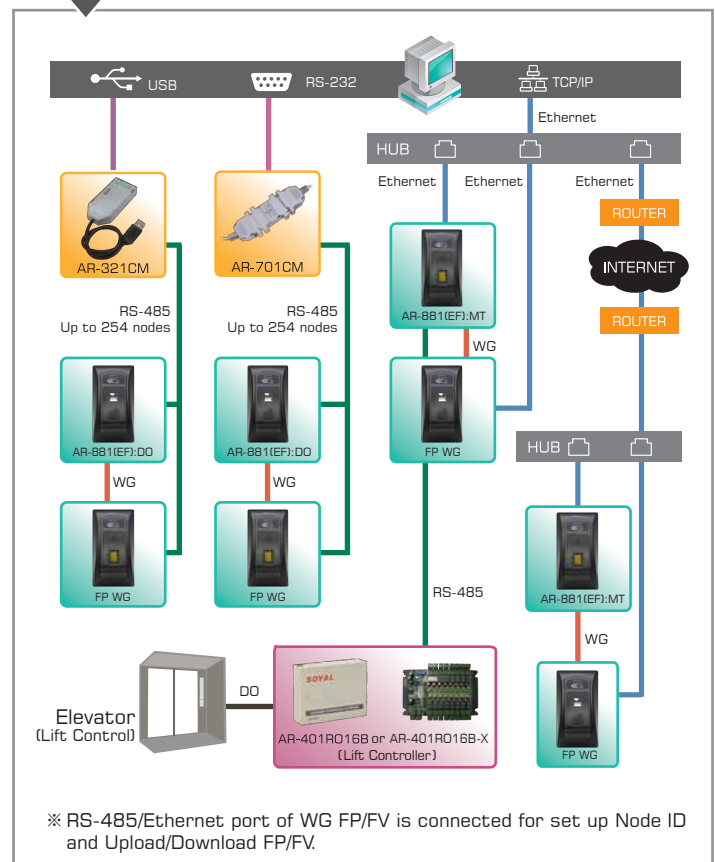 USB
RS-232
TCP/IP
Ethernet
HUB
Ethernet
Ethernet
Ethernet
ROUTER
INTERNET
ROUTER
AR-321CM
AR-701CM
AR-881(EF):MT
RS-485
Up to 254 nodes
RS-485
Up to 254 nodes
WG
AR-881(EF):DO
AR-881(EF):DO
FP WG
HUB
WG
WG
FP WG
FP WG
AR-881(EF):MT
RS-485
WG
DO
SOYAL
Elevator
(Lift Control)
AR-401RO16B or AR-401RO16B-X
(Lift Controller)
FP WG
※ RS-485/Ethernet port of WG FP/FV is connected for set up Node ID
and Upload/Download FP/FV.